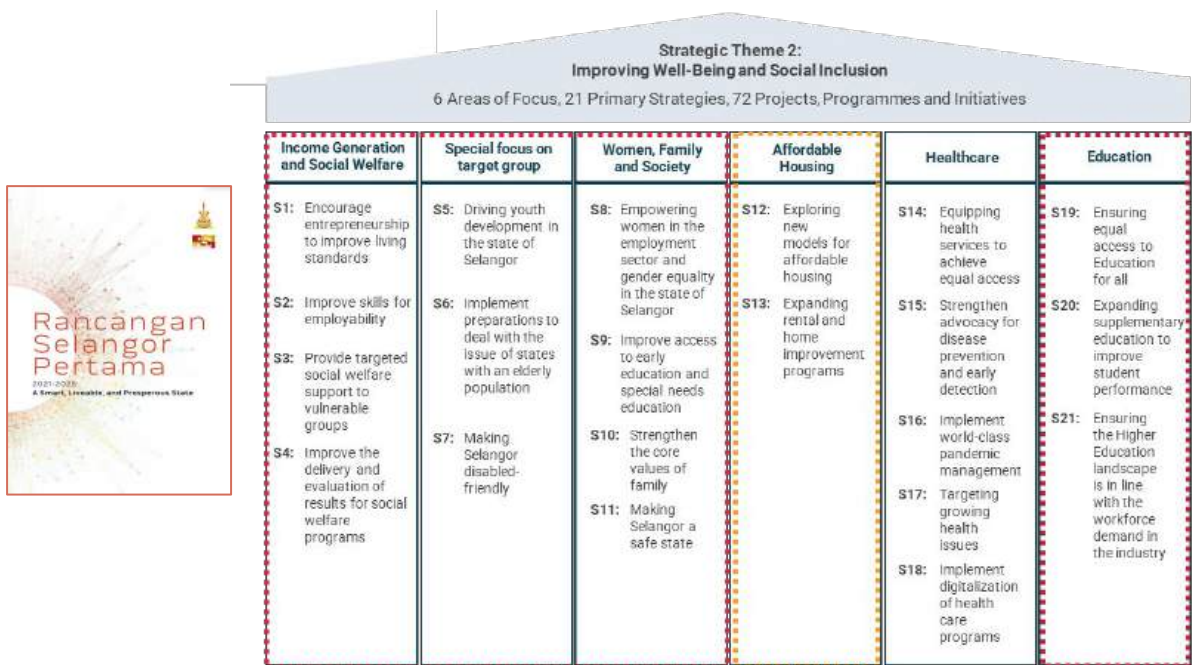 Strategic Theme 2:
Improving Well-Being and Social Inclusion
6 Areas of Focus, 21 Primary Strategies, 72 Projects, Programmes and Initiatives
Rancangan
Selangor
Pertama
2021-2025
A Smart, Liveable, and Prosperous State
Income Generation
and Social Welfare
S1: Encourage
entrepreneurship
to improve living
standards
S2: Improve skills for
employability
S3: Provide targeted
social welfare
support to
vulnerable
groups
S4: Improve the
delivery and
evaluation of
results for social
welfare
programs
Special focus on
target group
S5: Driving youth
development in
the state of
Selangor
S6: Implement
preparations to
deal with the
issue of states
with an elderly
population
S7: Making
Selangor
disabled-
friendly
Women, Family
and Society
S8: Empowering
women in the
employment
sector and
gender equality
in the state of
Selangor
S9: Improve access
to early
education and
special needs
education
S10: Strengthen
the core
values of
family
S11: Making
Selangor a
safe state
Affordable
Housing
S12: Exploring
new
models for
affordable
housing
S13: Expanding
rental and
home
improvement
programs
Healthcare
S14: Equipping
health
services to
achieve
equal access
S15: Strengthen
advocacy for
disease
prevention
and early
detection
S16: Implement
world-class
pandemic
management
S17: Targeting
growing
health
issues
S18: Implement
digitalization
of health
care
programs
Education
S19: Ensuring
equal
access to
Education
for all
S20: Expanding
supplementary
education to
improve
student
performance
S21: Ensuring
the Higher
Education
landscape
is in line
with the
workforce
demand in
the industry